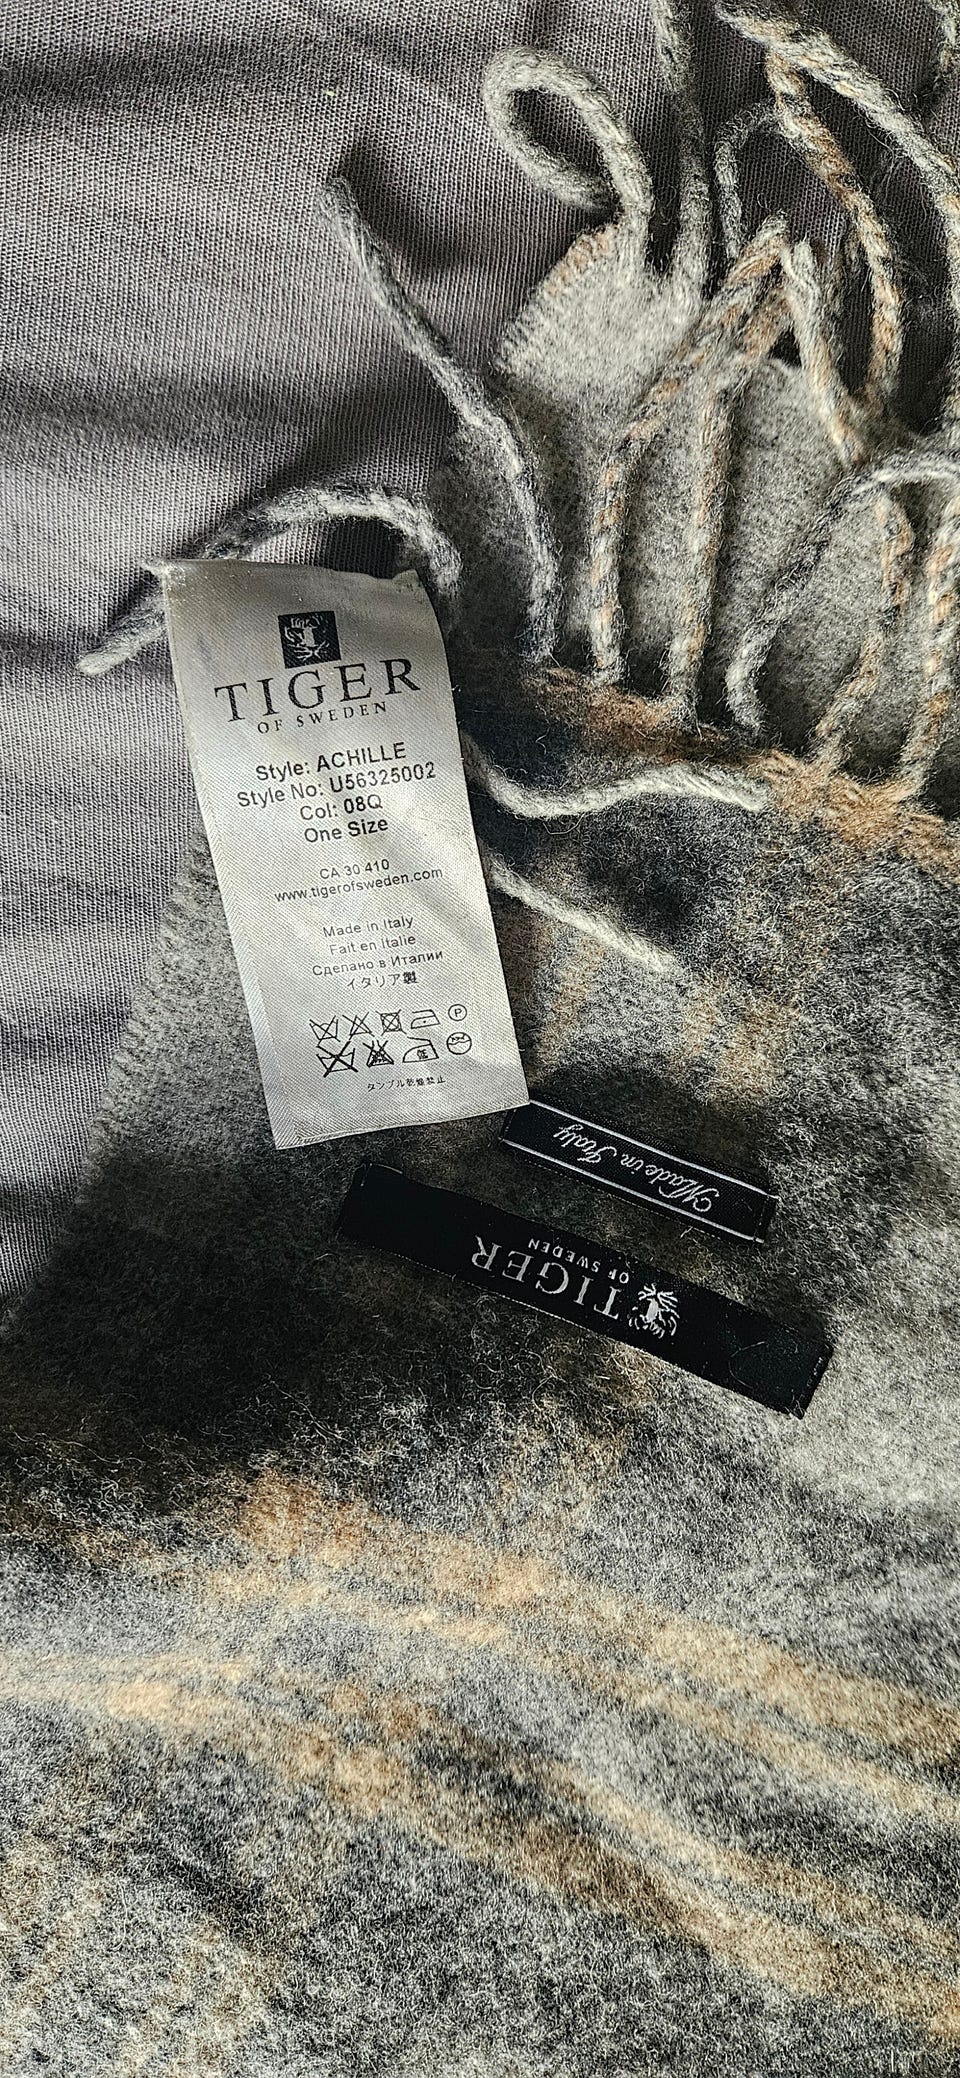 TIGER
OF SWEDEN
Style: ACHILLE
Style No: U56325002
Col: 08Q
One Size
CA 30 410
www.tigerofsweden.com
Made in Italy
Fait en Italie
Сделано в Италии
イタリア製
P
タンブル乾燥禁止
Made in Italy
TIGER
OF SWEDEN